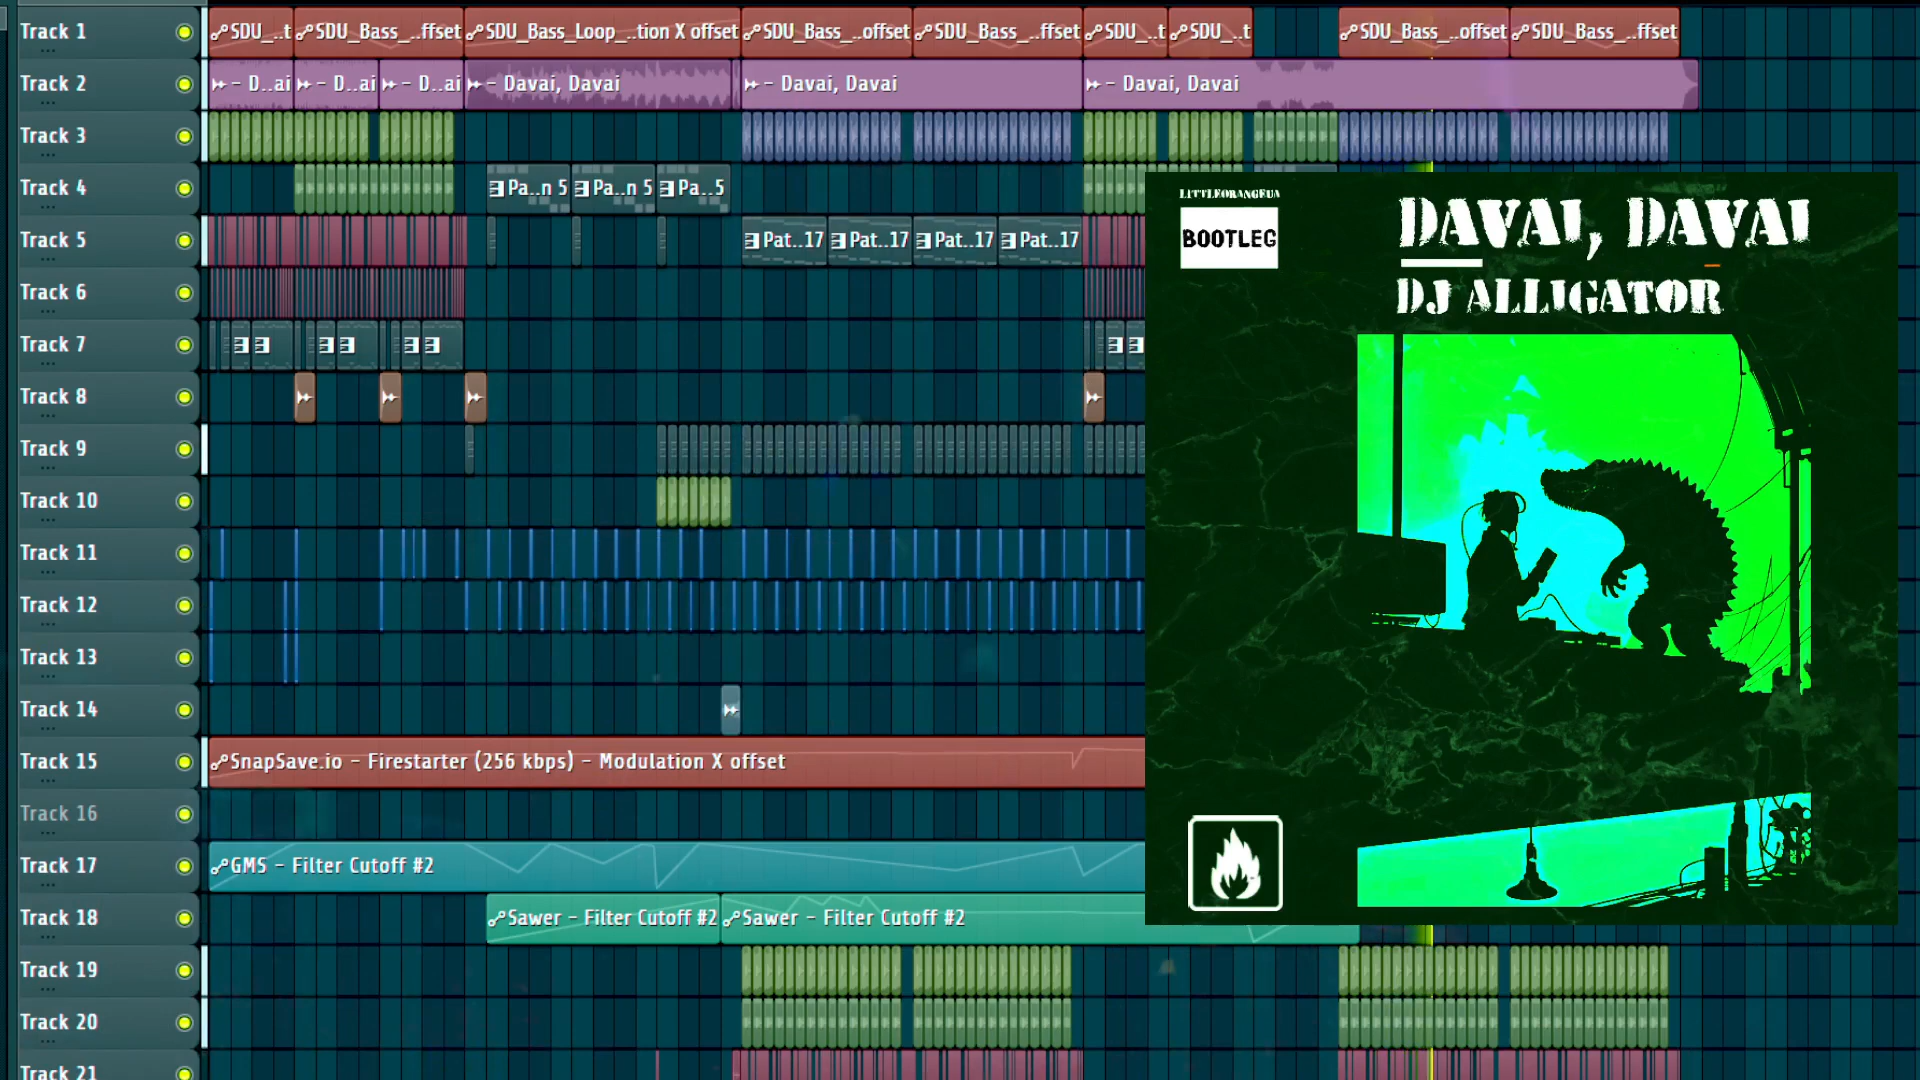 Track 1
SDU_..t
SDU_Bass_..ffset
SDU_Bass_Loop_..tion X offset
SDU_Bass_..offset
SDU_Bass_..ffset
SDU_..t
SDU_..t
SDU_Bass_..offset
SDU_Bass_..ffset
Track 2
- D..ai
- D..ai
- D..ai
- Davai, Davai
- Davai, Davai
- Davai, Davai
Track 3
Track 4
Pa..n 5
Pa..n 5
Pa..5
Track 5
Pat..17
Pat..17
Pat..17
Pat..17
Track 6
Track 7
Track 8
Track 9
Track 10
Track 11
Track 12
Track 13
Track 14
Track 15
SnapSave.io - Firestarter (256 kbps) - Modulation X offset
Track 16
Track 17
GMS - Filter Cutoff #2
Track 18
Sawer - Filter Cutoff #2
Sawer - Filter Cutoff #2
Track 19
Track 20
Track 21
LITTLEORANGEUA
BOOTLEG
DAVAI, DAVAI
DJ ALLIGATOR